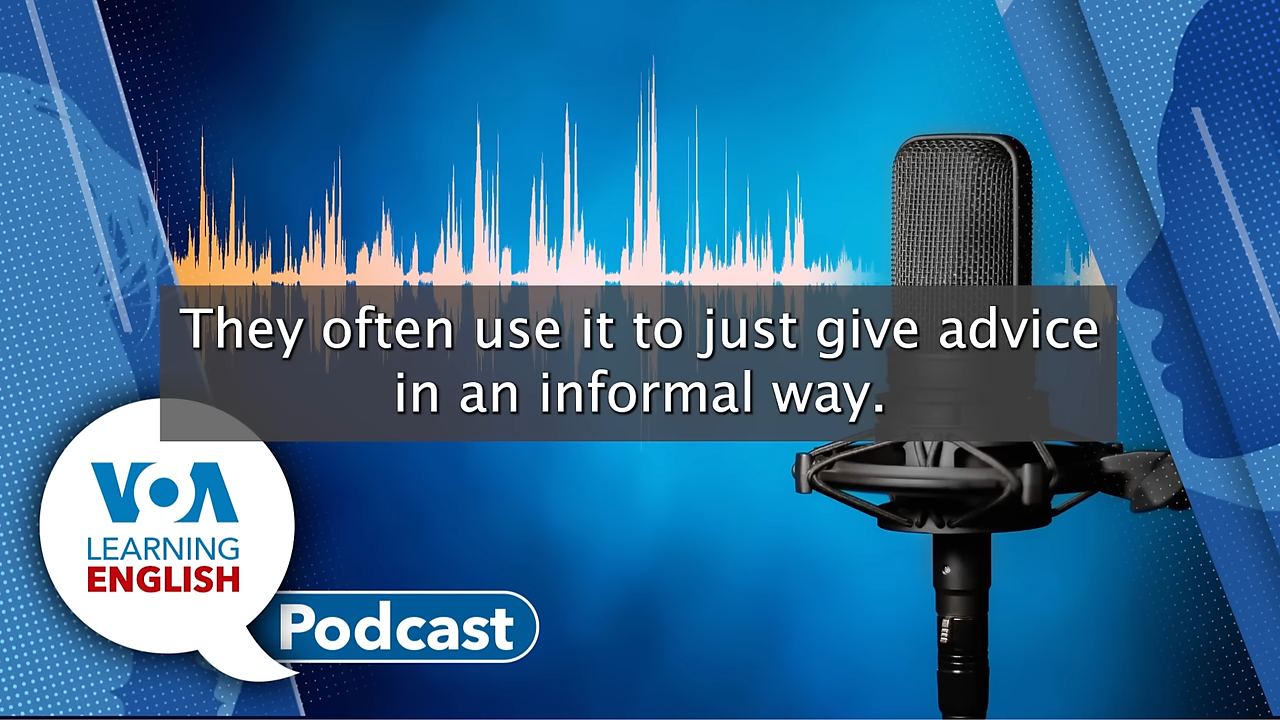 They often use it to just give advice
in an informal way.
VOA
LEARNING
ENGLISH
Podcast